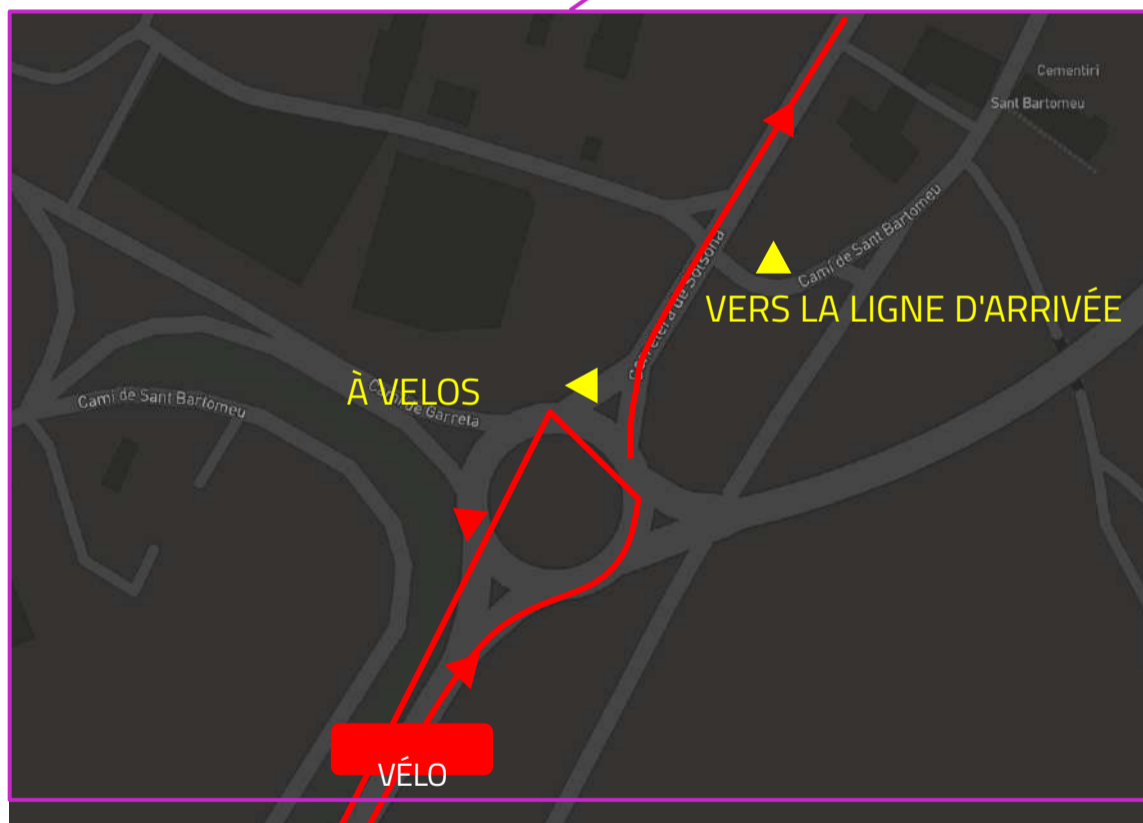 Cementiri
Sant Bartomeu
Camí de Sant Bartomeu
Carretera de Solsona
VERS LA LIGNE D'ARRIVÉE
À VELOS
Camí de Garreta
Camí de Sant Bartomeu
VÉLO